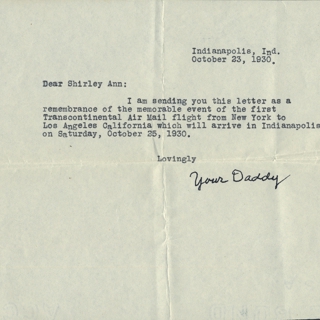 Indianapolis, Ind.
October 23, 1930.
Dear Shirley Ann:
I am sending you this letter as a
remembrance of the memorable event of the first
Transcontinental Air Mail flight from New York to
Los Angeles California which will arrive in Indianapolis
on Saturday, October 25, 1930.
Lovingly
Your Daddy